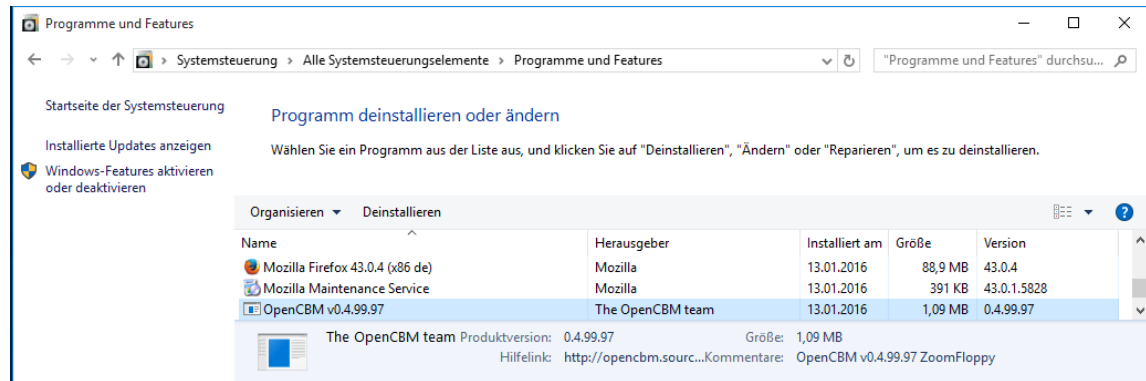 Programme und Features
Systemsteuerung > Alle Systemsteuerungselemente > Programme und Features
"Programme und Features" durchsu...
Startseite der Systemsteuerung
Installierte Updates anzeigen
Windows-Features aktivieren
oder deaktivieren
Programm deinstallieren oder ändern
Wählen Sie ein Programm aus der Liste aus, und klicken Sie auf "Deinstallieren", "Ändern" oder "Reparieren", um es zu deinstallieren.
Organisieren Deinstallieren
Name Herausgeber Installiert am Größe Version
Mozilla Firefox 43.0.4 (x86 de) Mozilla 13.01.2016 88,9 MB 43.0.4
Mozilla Maintenance Service Mozilla 13.01.2016 391 KB 43.0.1.5828
OpenCBM v0.4.99.97 The OpenCBM team 13.01.2016 1,09 MB 0.4.99.97
The OpenCBM team Produktversion: 0.4.99.97 Größe: 1,09 MB
Hilfelink: http://opencbm.sourc... Kommentare: OpenCBM v0.4.99.97 ZoomFloppy